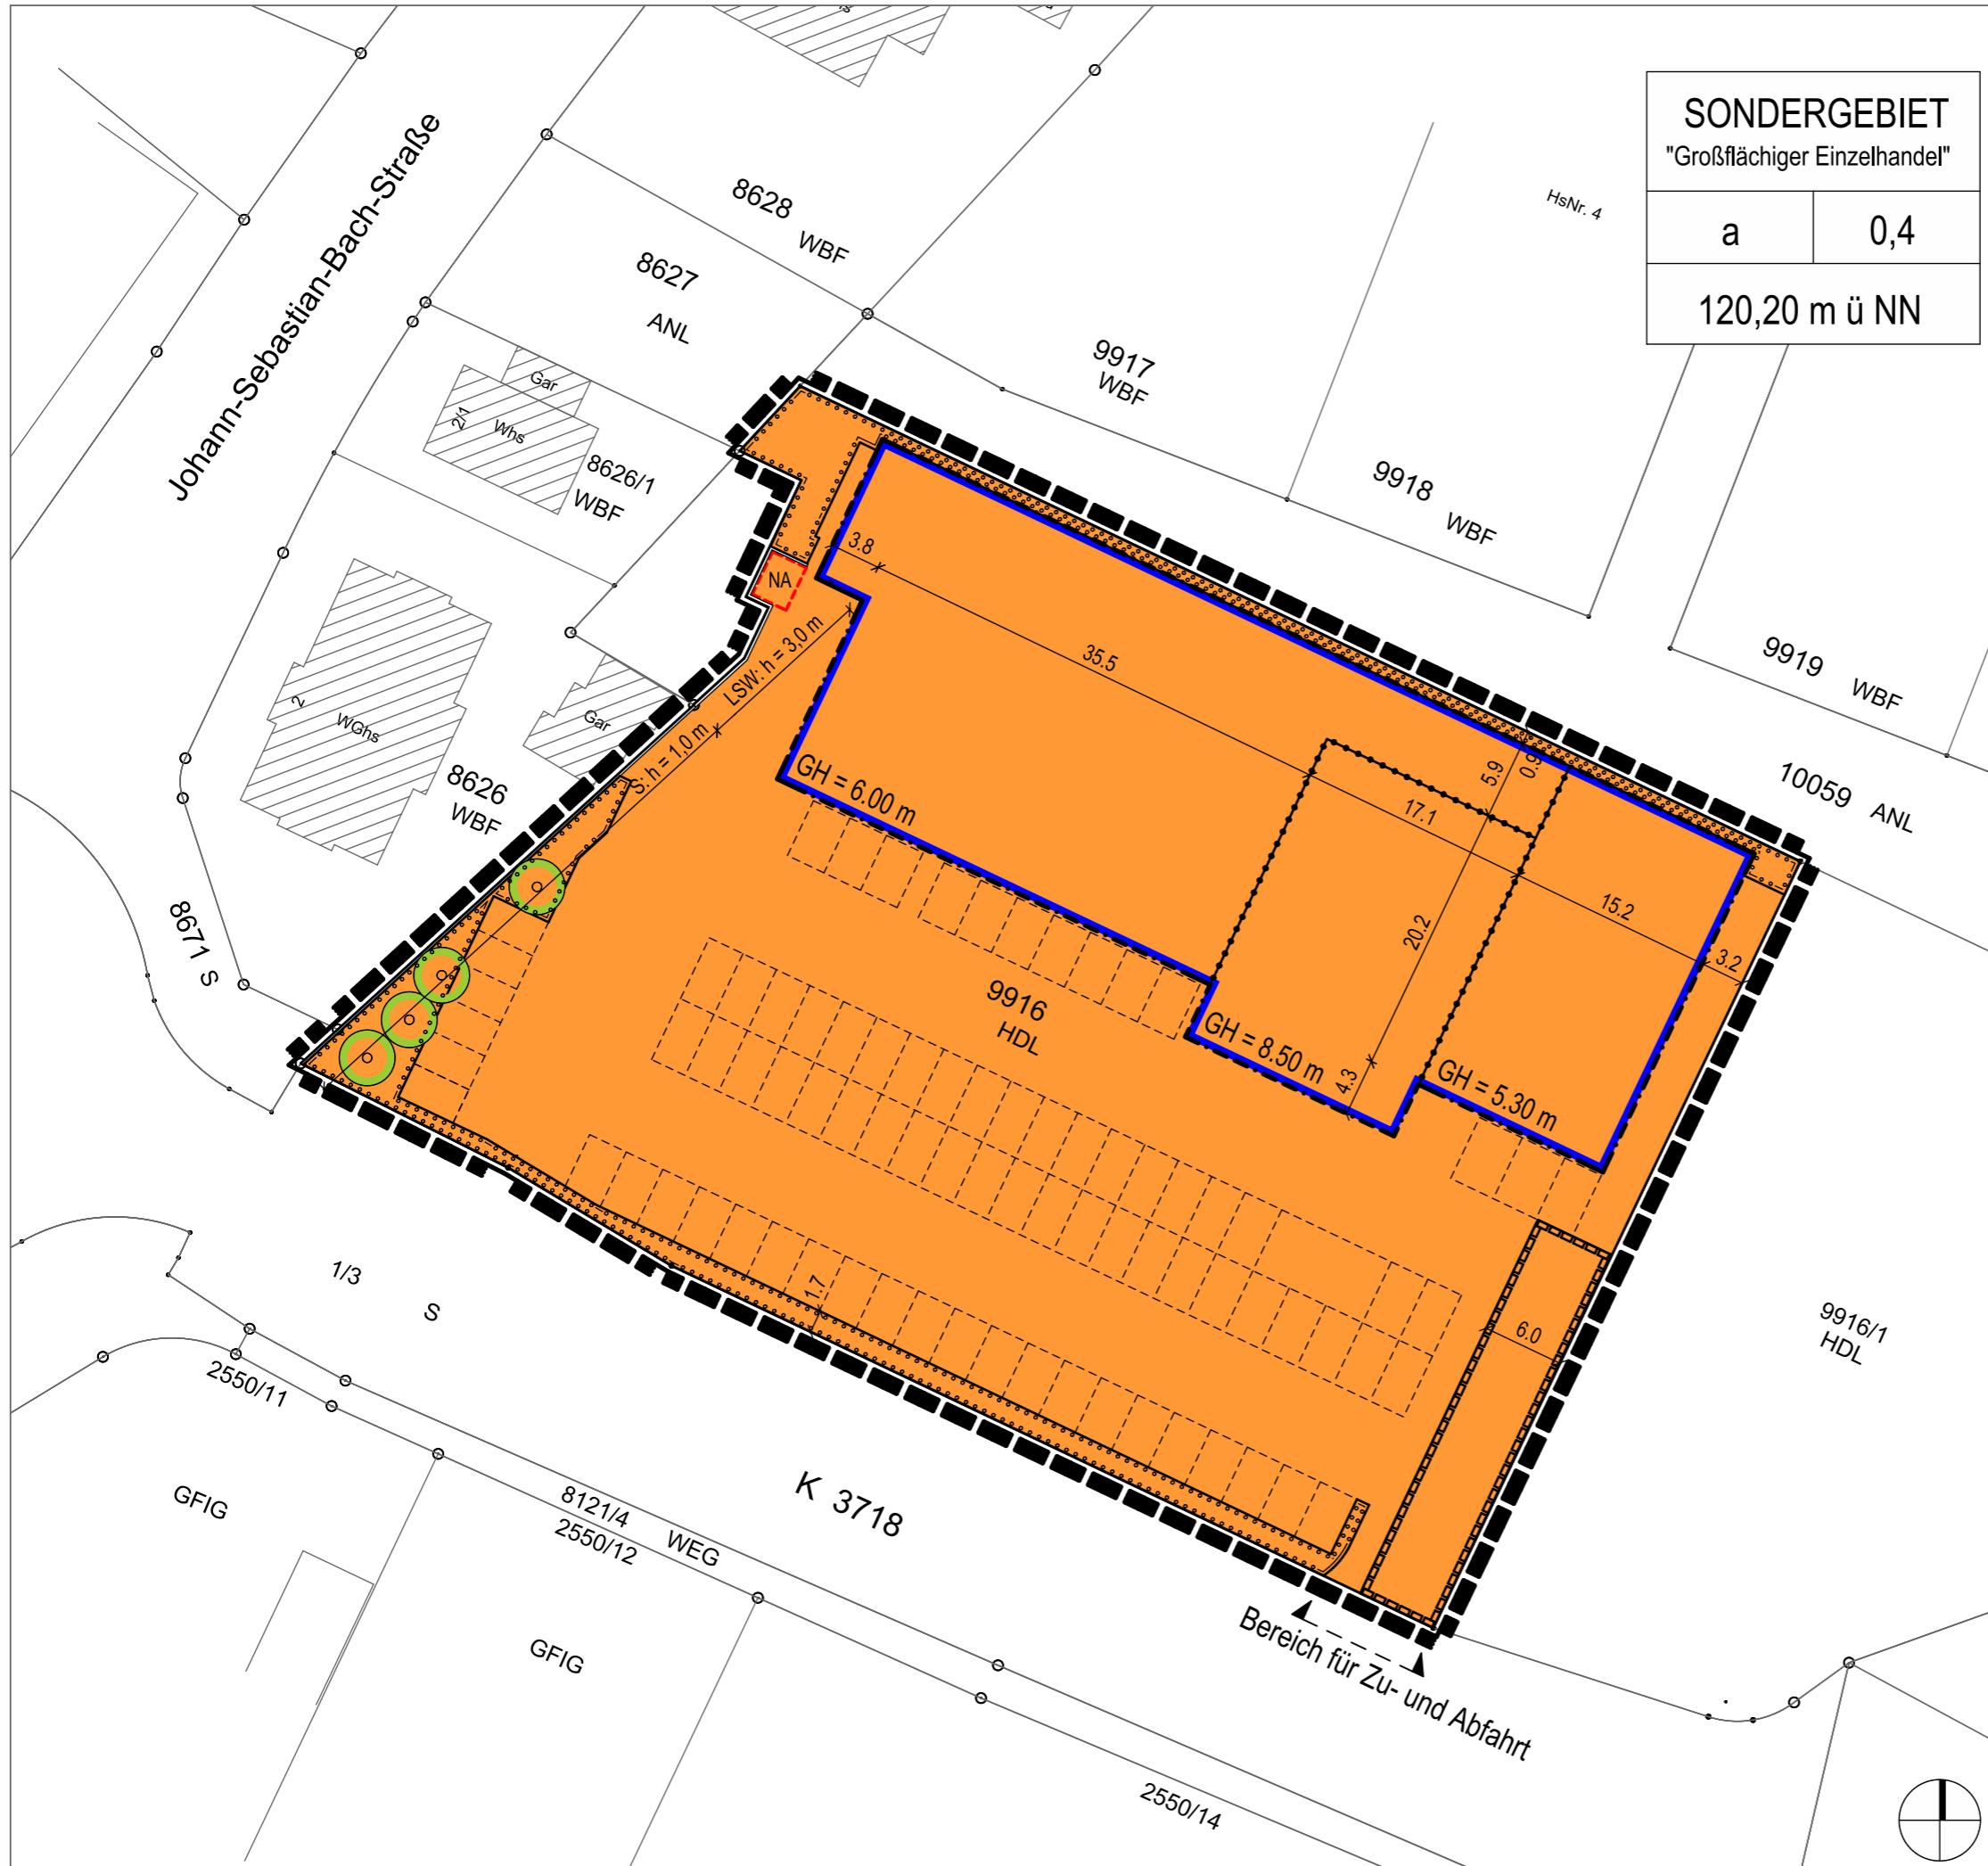 SONDERGEBIET
"Großflächiger Einzelhandel"
a 0,4
120,20 m ü NN
HsNr. 4
Johann-Sebastian-Bach-Straße
8628
WBF
8627
ANL
9917
WBF
Gar
2/1
Whs
8626/1
WBF
9918
WBF
3.8
NA
35.5
LSW: h = 3,0 m
9919
WBF
2
WGhs
Gar
S: h = 1,0 m
8626
WBF
GH = 6.00 m
5.9
0.9
17.1
10059 ANL
15.2
20.2
3.2
8671 S
9916
HDL
GH = 8.50 m
4.3
GH = 5.30 m
1/3
S
1.7
6.0
9916/1
HDL
2550/11
GFIG
8121/4
WEG
2550/12
K 3718
GFIG
Bereich für Zu- und Abfahrt
2550/14